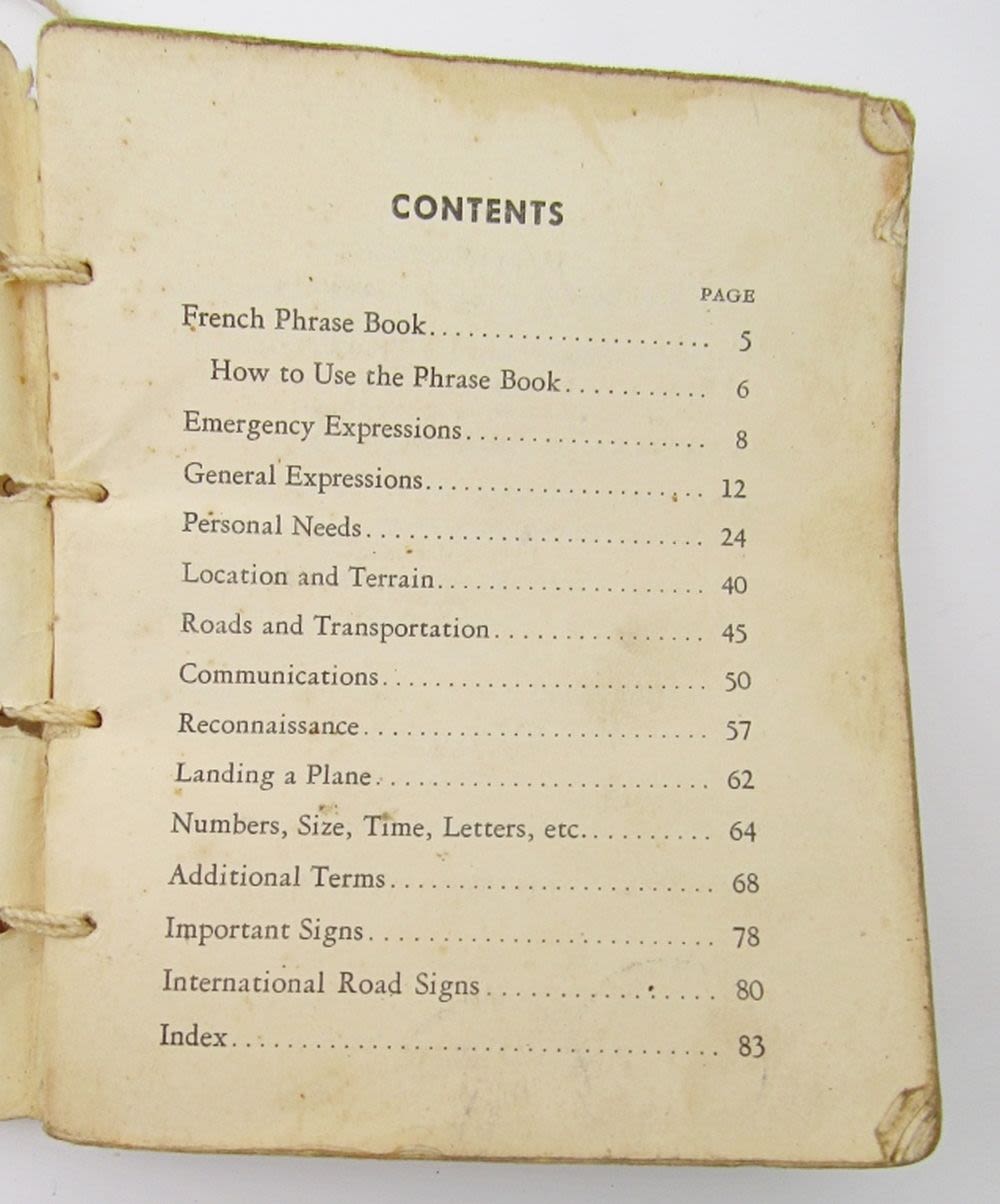 CONTENTS
PAGE
French Phrase Book...................... 5
How to Use the Phrase Book........... 6
Emergency Expressions................... 8
General Expressions...................... 12
Personal Needs.......................... 24
Location and Terrain..................... 40
Roads and Transportation................ 45
Communications......................... 50
Reconnaissance.......................... 57
Landing a Plane.......................... 62
Numbers, Size, Time, Letters, etc.......... 64
Additional Terms......................... 68
Important Signs.......................... 78
International Road Signs.................. 80
Index..................................... 83